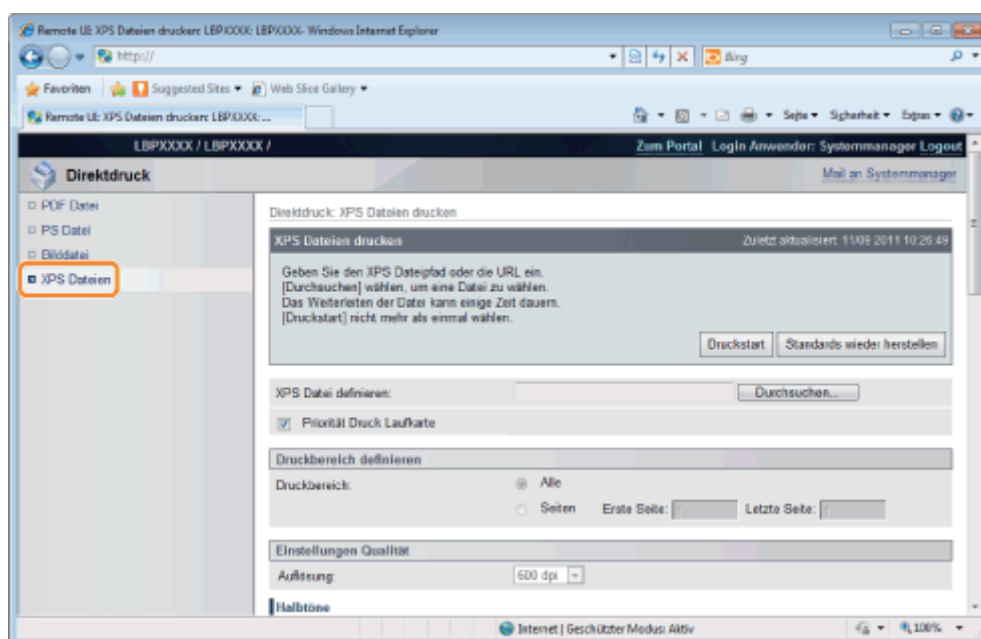 Remote UI: XPS Dateien drucken: LBPXXXX: LBPXXXX- Windows Internet Explorer
http://
Bing
Favoriten Suggested Sites Web Slice Gallery
Remote UI: XPS Dateien drucken: LBPXXXX: ...
Seite Sicherheit Extras
LBPXXXX / LBPXXXX /
Zum Portal Login Anwender: Systemmanager Logout
Direktdruck
Mail an Systemmanager
PDF Datei
PS Datei
Bilddatei
XPS Dateien
Direktdruck: XPS Dateien drucken
XPS Dateien drucken
Zuletzt aktualisiert: 11/09 2011 10:26:49
Geben Sie den XPS Dateipfad oder die URL ein.
[Durchsuchen] wählen, um eine Datei zu wählen.
Das Weiterleiten der Datei kann einige Zeit dauern.
[Druckstart] nicht mehr als einmal wählen.
Druckstart Standards wieder herstellen
XPS Datei definieren: Durchsuchen...
Priorität Druck Laufkarte
Druckbereich definieren
Druckbereich: Alle
Seiten Erste Seite: Letzte Seite:
Einstellungen Qualität
Auflösung: 600 dpi
Halbtöne
Internet | Geschützter Modus: Aktiv
100%